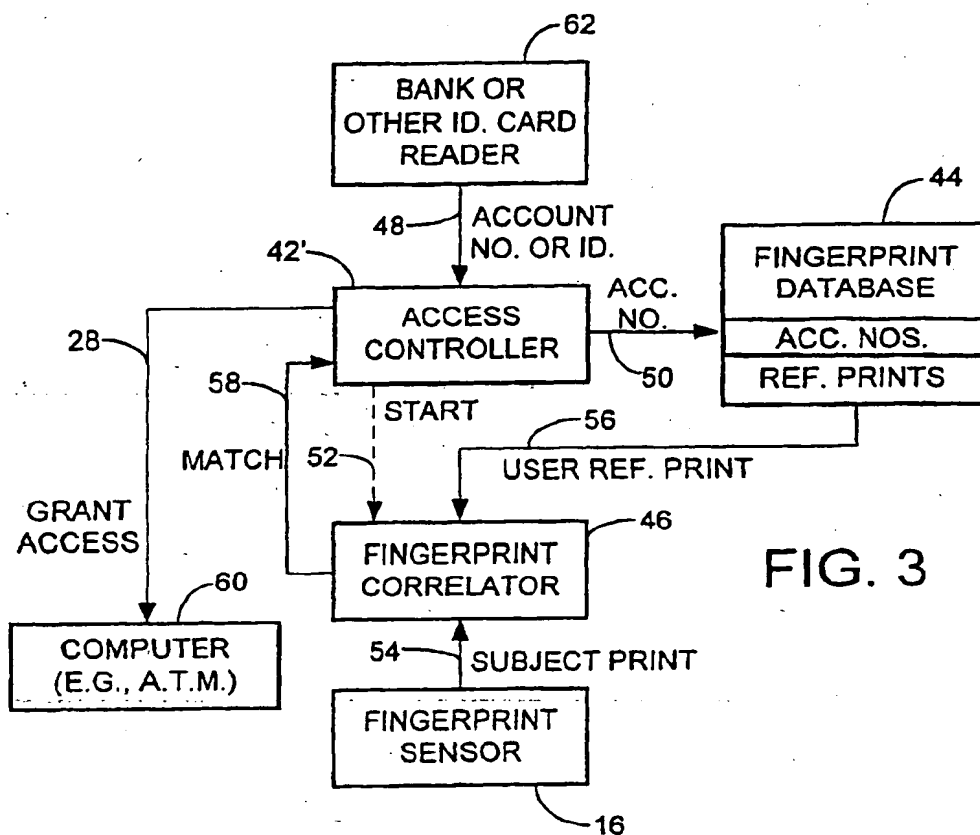 62
BANK OR
OTHER ID. CARD
READER
48
ACCOUNT
NO. OR ID.
44
42'
FINGERPRINT
DATABASE
ACC. NOS.
REF. PRINTS
ACCESS
CONTROLLER
ACC.
NO.
50
28
58
START
56
MATCH
52
USER REF. PRINT
GRANT
ACCESS
46
FINGERPRINT
CORRELATOR
FIG. 3
60
COMPUTER
(E.G., A.T.M.)
54
SUBJECT PRINT
FINGERPRINT
SENSOR
16